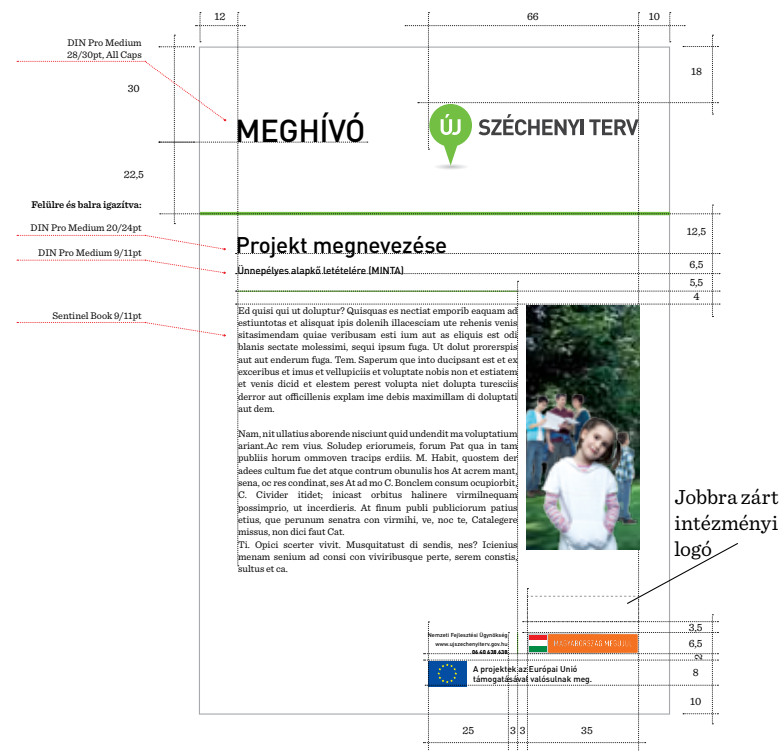 12
66
10
DIN Pro Medium
28/30pt, All Caps
18
30
MEGHÍVÓ
ÚJ SZÉCHENYI TERV
22,5
Felülre és balra igazítva:
DIN Pro Medium 20/24pt
12,5
Projekt megnevezése
DIN Pro Medium 9/11pt
6,5
Ünnepélyes alapkő letételére (MINTA)
5,5
4
Sentinel Book 9/11pt
Ed quisi qui ut doluptur? Quisquas es nectiat emporib eaquam ad
estiuntotas et alisquat ipis dolenih illacesciam ute rehenis venis
sitasimendam quiae veribusam esti ium aut as eliquis est odi
blanis sectate molessimi, sequi ipsum fuga. Ut dolut prorerspis
aut aut enderum fuga. Tem. Saperum que into ducipsant est et ex
exceribus et imus et vellupiciis et voluptate nobis non et estiatem
et venis dicid et elestem perest volupta niet dolupta turesciis
derror aut officillenis explam ime debis maximillam di doluptati
aut dem.
Nam, nit ullatius aborende nisciunt quid undendit ma voluptatium
ariant.Ac rem vius. Soludep eriorumeis, forum Pat qua in tam
publiis horum ommoven tracips erdiis. M. Habit, quostem der
adees cultum fue det atque contrum obunulis hos At acrem mant,
sena, oc res condinat, ses At ad mo C. Bonclem consum ocupiorbit,
C. Civider itidet; inicast orbitus halinere virmilnequam
possimprio, ut incerdieris. At finum publi publiciorum patius
etius, que perunum senatra con virmihi, ve, noc te, Catalegere
missus, non dici faut Cat.
Ti. Opici scerter vivit. Musquitatust di sendis, nes? Icienius
menam senium ad consi con viviribusque perte, serem constis,
sultus et ca.
Jobbra zárt
intézményi
logó
3,5
Nemzeti Fejlesztési Ügynökség
www.ujszechenyiterv.gov.hu
06 40 638 638
MAGYARORSZÁG MEGÚJUL
6,5
2
A projektek az Európai Unió
támogatásával valósulnak meg.
8
10
25
3
3
35